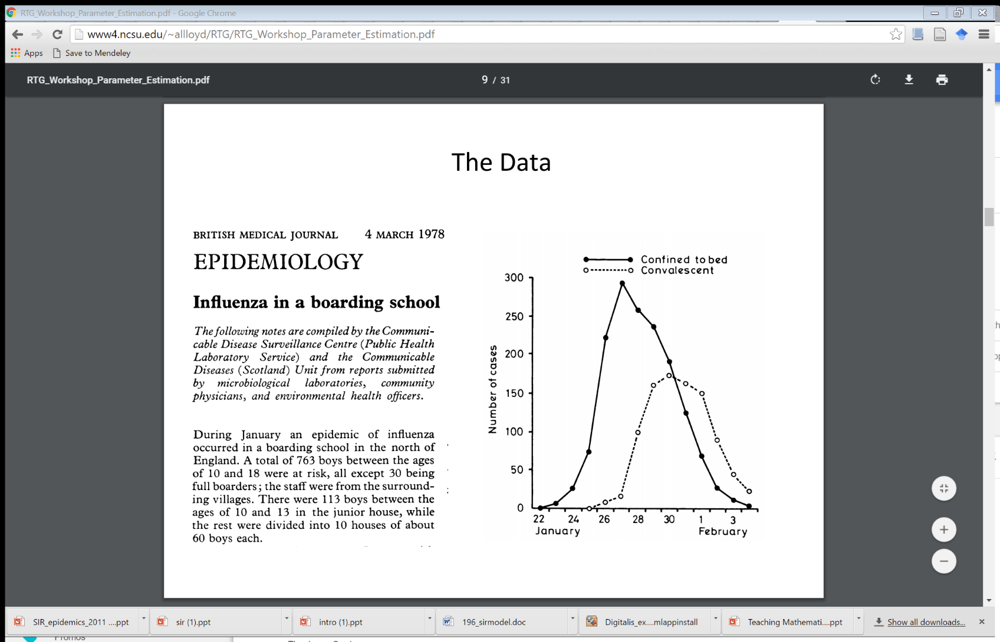 RTG_Workshop_Parameter_Estimation.pdf - Google Chrome
www4.ncsu.edu/~allloyd/RTG/RTG_Workshop_Parameter_Estimation.pdf
Apps
Save to Mendeley
RTG_Workshop_Parameter_Estimation.pdf
9 / 31
The Data
BRITISH MEDICAL JOURNAL 4 MARCH 1978
EPIDEMIOLOGY
Influenza in a boarding school
The following notes are compiled by the Communi-
cable Disease Surveillance Centre (Public Health
Laboratory Service) and the Communicable
Diseases (Scotland) Unit from reports submitted
by microbiological laboratories, community
physicians, and environmental health officers.
During January an epidemic of influenza
occurred in a boarding school in the north of
England. A total of 763 boys between the ages
of 10 and 18 were at risk, all except 30 being
full boarders; the staff were from the surround-
ing villages. There were 113 boys between the
ages of 10 and 13 in the junior house, while
the rest were divided into 10 houses of about
60 boys each.
Confined to bed
Convalescent
300
250
200
150
100
50
0
Number of cases
22 24 26 28 30 1 3
January February
SIR_epidemics_2011 ....ppt
sir (1).ppt
intro (1).ppt
196_sirmodel.doc
Digitalis_ex....mlappinstall
Teaching Mathemati....ppt
Show all downloads...
Promos